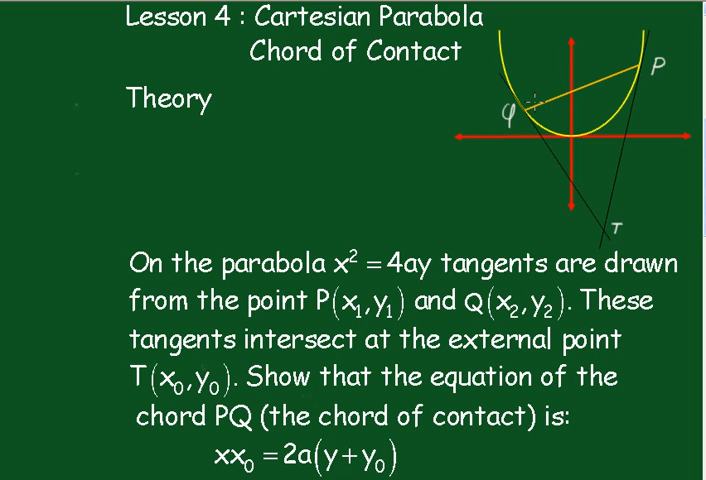 Lesson 4 : Cartesian Parabola
Chord of Contact
Theory
P
Q
T
On the parabola x² = 4ay tangents are drawn
from the point P(x₁,y₁) and Q(x₂,y₂). These
tangents intersect at the external point
T(x₀,y₀). Show that the equation of the
chord PQ (the chord of contact) is:
xx₀ = 2a(y+y₀)